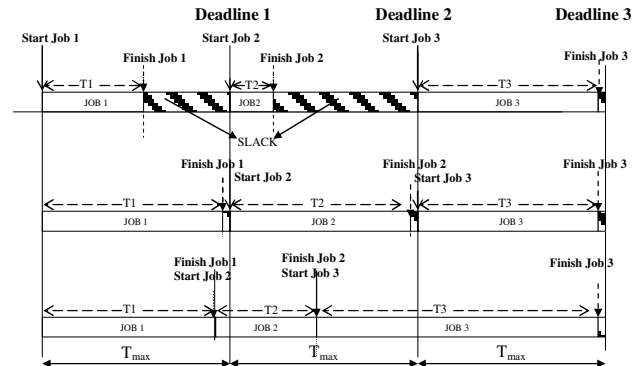 Deadline 1 Deadline 2 Deadline 3
Start Job 1 Start Job 2 Start Job 3
Finish Job 1 Finish Job 2 Finish Job 3
T1 T2 T3
JOB 1 JOB2 JOB 3
SLACK
Finish Job 1 Finish Job 2 Finish Job 3
Start Job 2 Start Job 3
T1 T2 T3
JOB 1 JOB 2 JOB 3
Finish Job 1 Finish Job 2 Finish Job 3
Start Job 2 Start Job 3
T1 T2 T3
JOB 1 JOB 2 JOB 3
Tmax Tmax Tmax